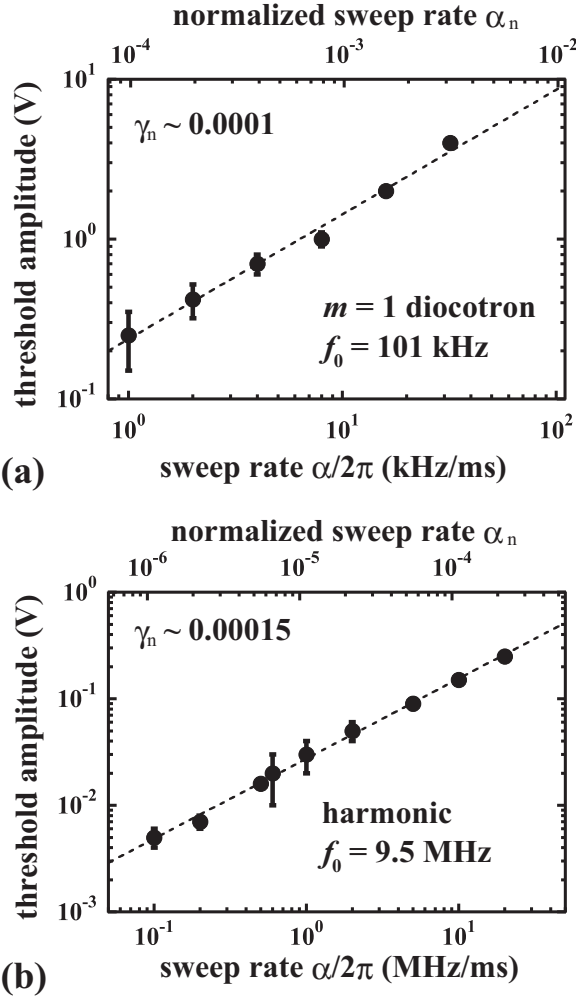 normalized sweep rate αn
10-4 10-3 10-2
threshold amplitude (V)
101
100
10-1
γn ~ 0.0001
m = 1 diocotron
f0 = 101 kHz
100 101 102
sweep rate α/2π (kHz/ms)
(a)
normalized sweep rate αn
10-6 10-5 10-4
threshold amplitude (V)
100
10-1
10-2
10-3
γn ~ 0.00015
harmonic
f0 = 9.5 MHz
10-1 100 101
sweep rate α/2π (MHz/ms)
(b)